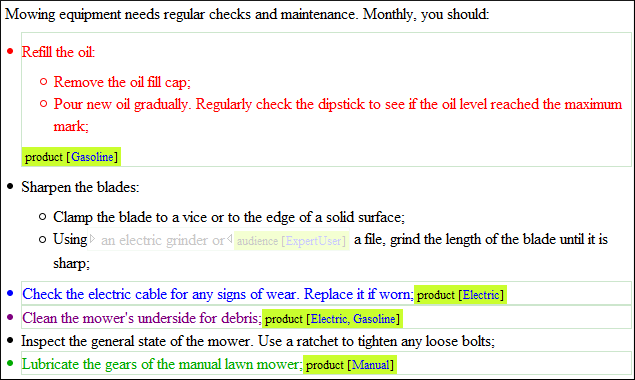 Mowing equipment needs regular checks and maintenance. Monthly, you should:
Refill the oil:
Remove the oil fill cap;
Pour new oil gradually. Regularly check the dipstick to see if the oil level reached the maximum
mark;
product [Gasoline]
Sharpen the blades:
Clamp the blade to a vice or to the edge of a solid surface;
Using an electric grinder or audience [ExpertUser] a file, grind the length of the blade until it is
sharp;
Check the electric cable for any signs of wear. Replace it if worn; product [Electric]
Clean the mower's underside for debris; product [Electric, Gasoline]
Inspect the general state of the mower. Use a ratchet to tighten any loose bolts;
Lubricate the gears of the manual lawn mower; product [Manual]